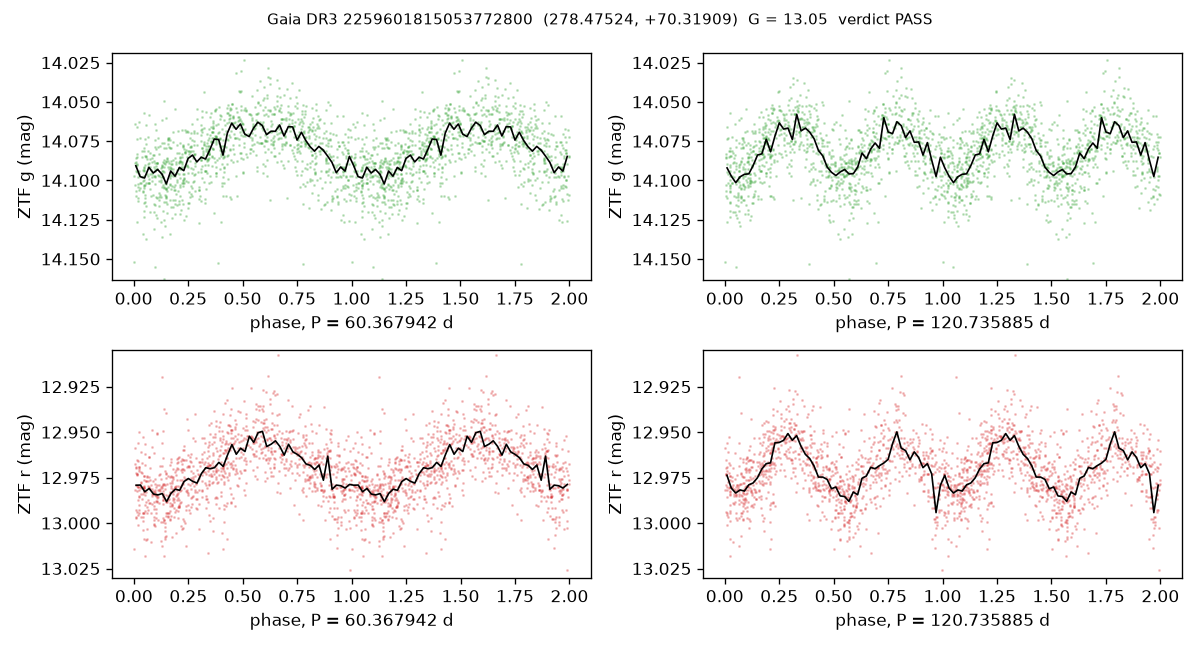 Gaia DR3 2259601815053772800 (278.47524, +70.31909) G = 13.05 verdict PASS
14.025
14.050
14.075
14.100
14.125
14.150
ZTF g (mag)
0.00 0.25 0.50 0.75 1.00 1.25 1.50 1.75 2.00
phase, P = 60.367942 d
14.025
14.050
14.075
14.100
14.125
14.150
ZTF g (mag)
0.00 0.25 0.50 0.75 1.00 1.25 1.50 1.75 2.00
phase, P = 120.735885 d
12.925
12.950
12.975
13.000
13.025
ZTF r (mag)
0.00 0.25 0.50 0.75 1.00 1.25 1.50 1.75 2.00
phase, P = 60.367942 d
12.925
12.950
12.975
13.000
13.025
ZTF r (mag)
0.00 0.25 0.50 0.75 1.00 1.25 1.50 1.75 2.00
phase, P = 120.735885 d